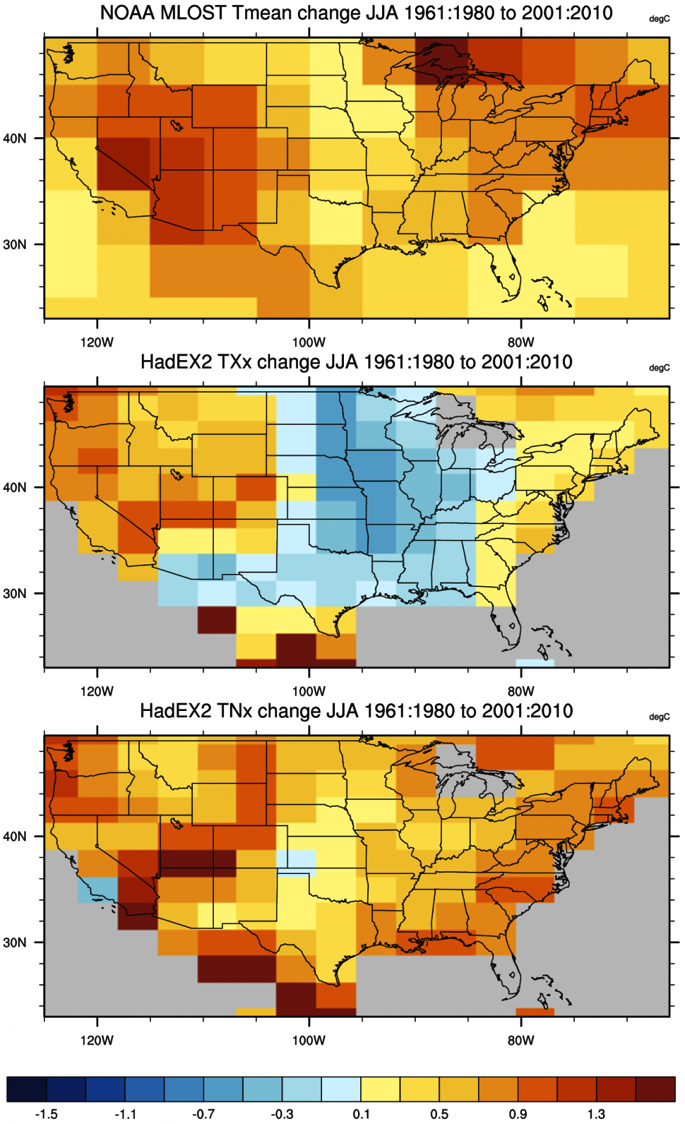 NOAA MLOST Tmean change JJA 1961:1980 to 2001:2010
degC
40N
30N
120W 100W 80W
HadEX2 TXx change JJA 1961:1980 to 2001:2010
degC
40N
30N
120W 100W 80W
HadEX2 TNx change JJA 1961:1980 to 2001:2010
degC
40N
30N
120W 100W 80W
-1.5 -1.1 -0.7 -0.3 0.1 0.5 0.9 1.3